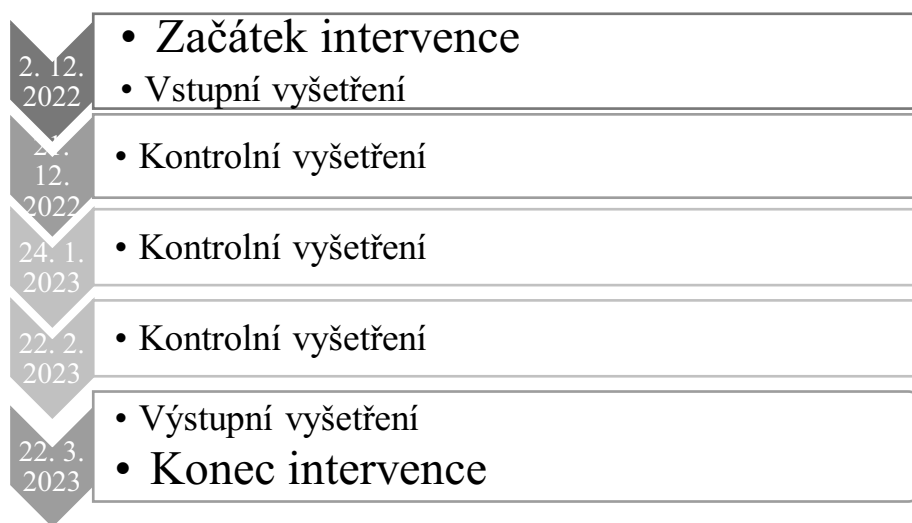 2. 12.
2022
• Začátek intervence
• Vstupní vyšetření
21.
12.
2022
• Kontrolní vyšetření
24. 1.
2023
• Kontrolní vyšetření
22. 2.
2023
• Kontrolní vyšetření
22. 3.
2023
• Výstupní vyšetření
• Konec intervence